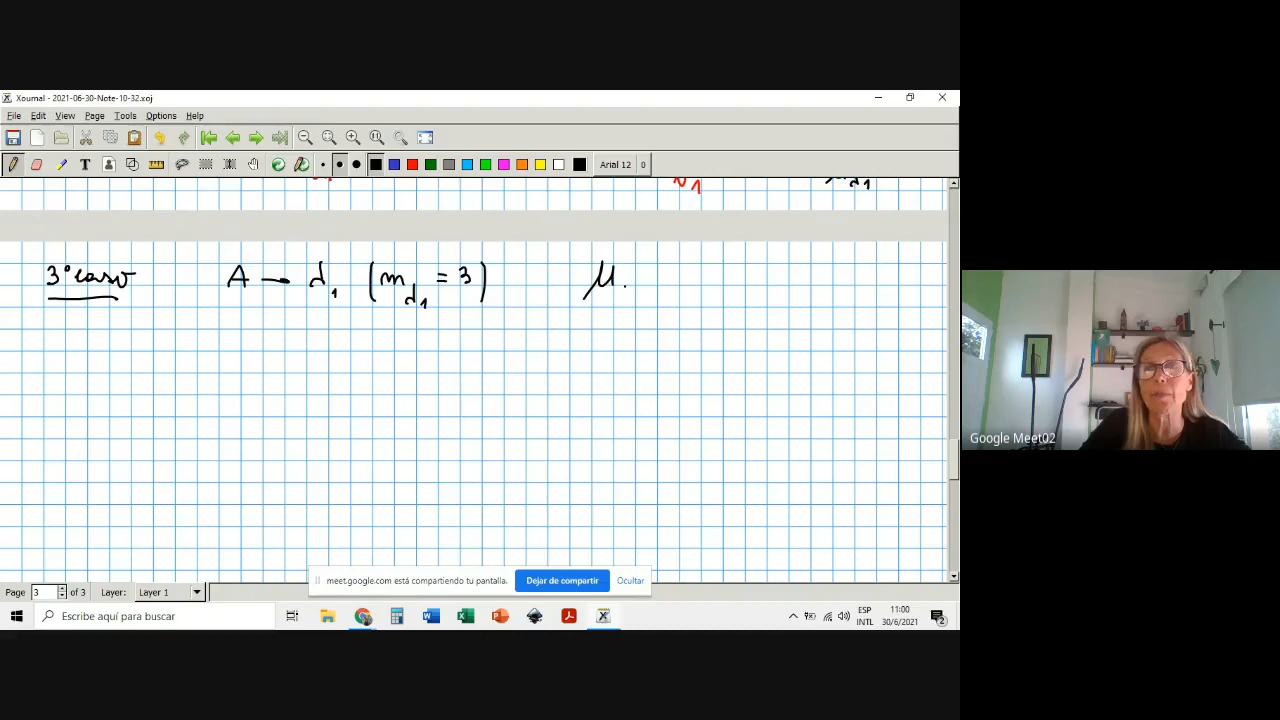 Xournal - 2021-06-30-Note-10-32.xoj
File Edit View Page Tools Options Help
Arial 12 0
3° caso A — d₁ (m_d₁ = 3) μ.
Google Meet02
meet.google.com está compartiendo tu pantalla. Dejar de compartir Ocultar
Page 3 of 3 Layer: Layer 1
Escribe aquí para buscar
ESP
INTL
11:00
30/6/2021
2